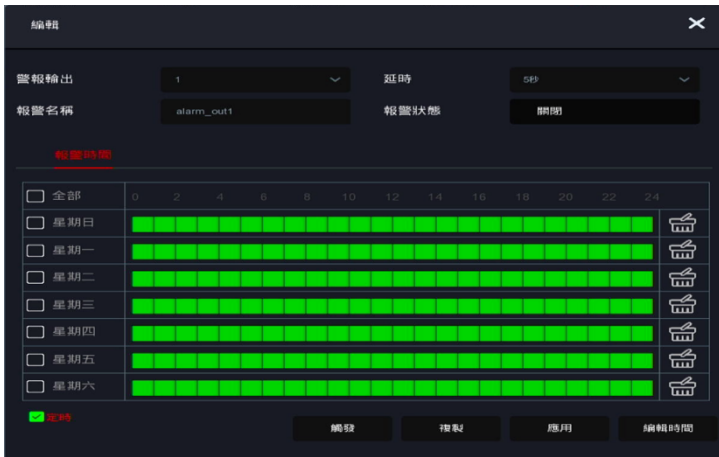 編輯
警報輸出 1 延時 5秒
報警名稱 alarm_out1 報警狀態 關閉
報警時間
全部 0 2 4 6 8 10 12 14 16 18 20 22 24
星期日
星期一
星期二
星期三
星期四
星期五
星期六
定時
觸發 複製 應用 編輯時間